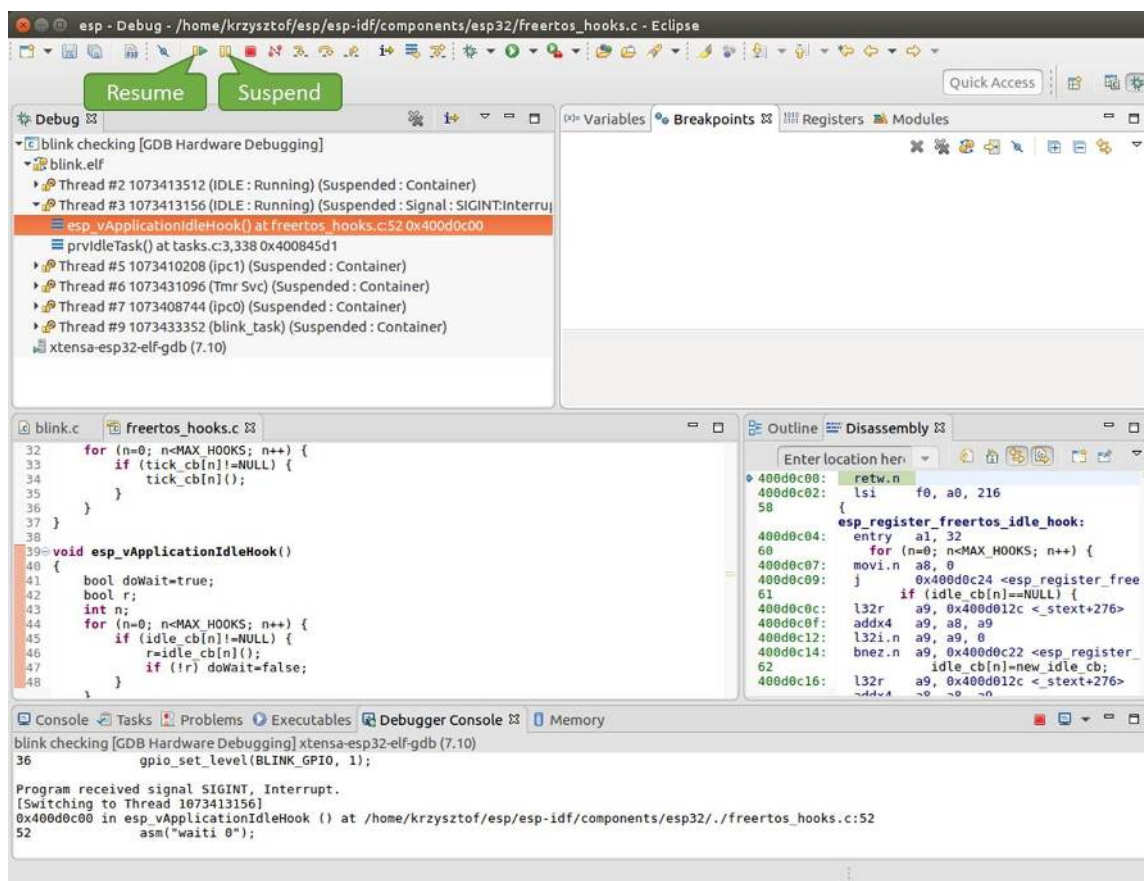 esp - Debug - /home/krzysztof/esp/esp-idf/components/esp32/freertos_hooks.c - Eclipse
Resume
Suspend
Quick Access
Debug
blink checking [GDB Hardware Debugging]
blink.elf
Thread #2 1073413512 (IDLE : Running) (Suspended : Container)
Thread #3 1073413156 (IDLE : Running) (Suspended : Signal : SIGINT:Interrup
esp_vApplicationIdleHook() at freertos_hooks.c:52 0x400d0c00
prvIdleTask() at tasks.c:3,338 0x400845d1
Thread #5 1073410208 (ipc1) (Suspended : Container)
Thread #6 1073431096 (Tmr Svc) (Suspended : Container)
Thread #7 1073408744 (ipc0) (Suspended : Container)
Thread #9 1073433352 (blink_task) (Suspended : Container)
xtensa-esp32-elf-gdb (7.10)
(x)= Variables Breakpoints Registers Modules
blink.c freertos_hooks.c
32 for (n=0; n<MAX_HOOKS; n++) {
33 if (tick_cb[n]!=NULL) {
34 tick_cb[n]();
35 }
36 }
37 }
38
39 void esp_vApplicationIdleHook()
40 {
41 bool doWait=true;
42 bool r;
43 int n;
44 for (n=0; n<MAX_HOOKS; n++) {
45 if (idle_cb[n]!=NULL) {
46 r=idle_cb[n]();
47 if (!r) doWait=false;
48 }
}
Outline Disassembly
Enter location her
400d0c00: retw.n
400d0c02: lsi f0, a0, 216
58 {
esp_register_freertos_idle_hook:
400d0c04: entry a1, 32
60 for (n=0; n<MAX_HOOKS; n++) {
400d0c07: movi.n a8, 0
400d0c09: j 0x400d0c24 <esp_register_free
61 if (idle_cb[n]==NULL) {
400d0c0c: l32r a9, 0x400d012c <_stext+276>
400d0c0f: addx4 a9, a8, a9
400d0c12: l32i.n a9, a9, 0
400d0c14: bnez.n a9, 0x400d0c22 <esp_register_
62 idle_cb[n]=new_idle_cb;
400d0c16: l32r a9, 0x400d012c <_stext+276>
addx4 a8, a8, a9
Console Tasks Problems Executables Debugger Console Memory
blink checking [GDB Hardware Debugging] xtensa-esp32-elf-gdb (7.10)
36 gpio_set_level(BLINK_GPIO, 1);
Program received signal SIGINT, Interrupt.
[Switching to Thread 1073413156]
0x400d0c00 in esp_vApplicationIdleHook () at /home/krzysztof/esp/esp-idf/components/esp32/./freertos_hooks.c:52
52 asm("waiti 0");